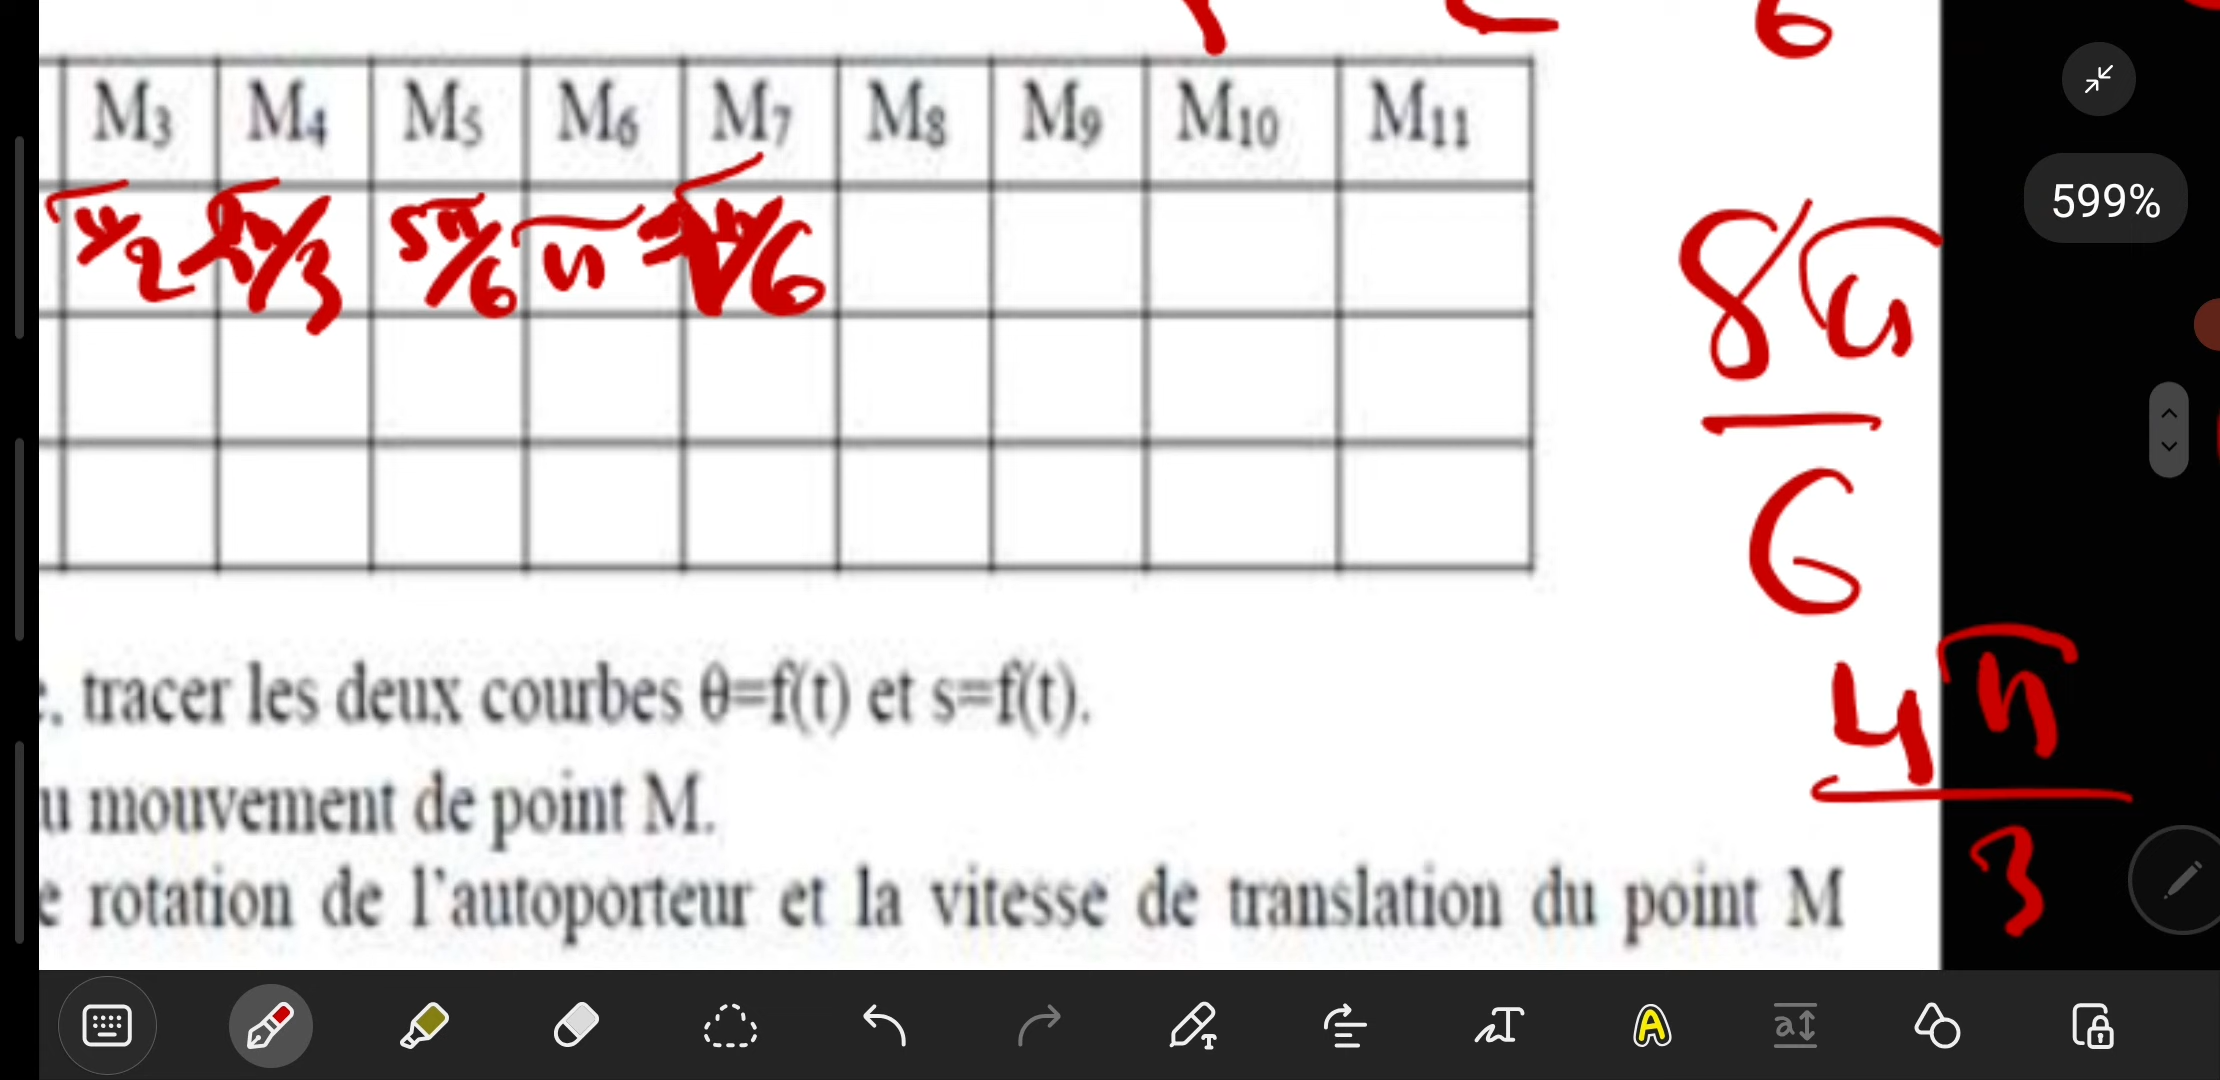 6
M₃ M₄ M₅ M₆ M₇ M₈ M₉ M₁₀ M₁₁
π/2 2π/3 5π/6 π 7π/6
8π
6
4π
3
, tracer les deux courbes θ=f(t) et s=f(t).
u mouvement de point M.
e rotation de l'autoporteur et la vitesse de translation du point M
599%